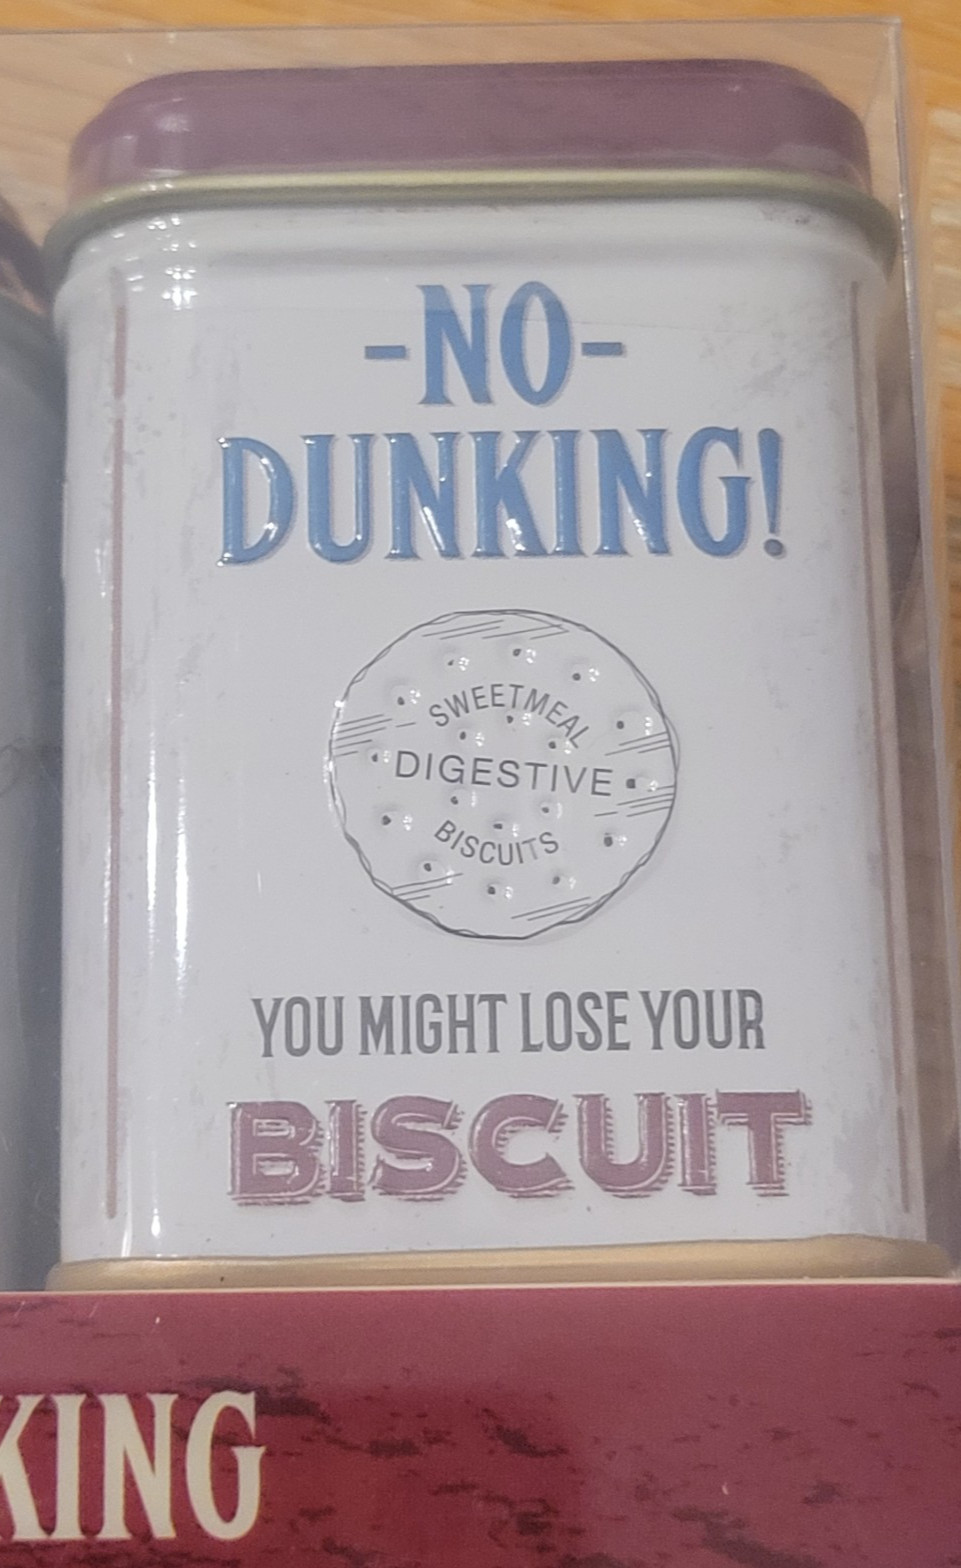 -NO-
DUNKING!
SWEETMEAL
DIGESTIVE
BISCUITS
YOU MIGHT LOSE YOUR
BISCUIT
KING